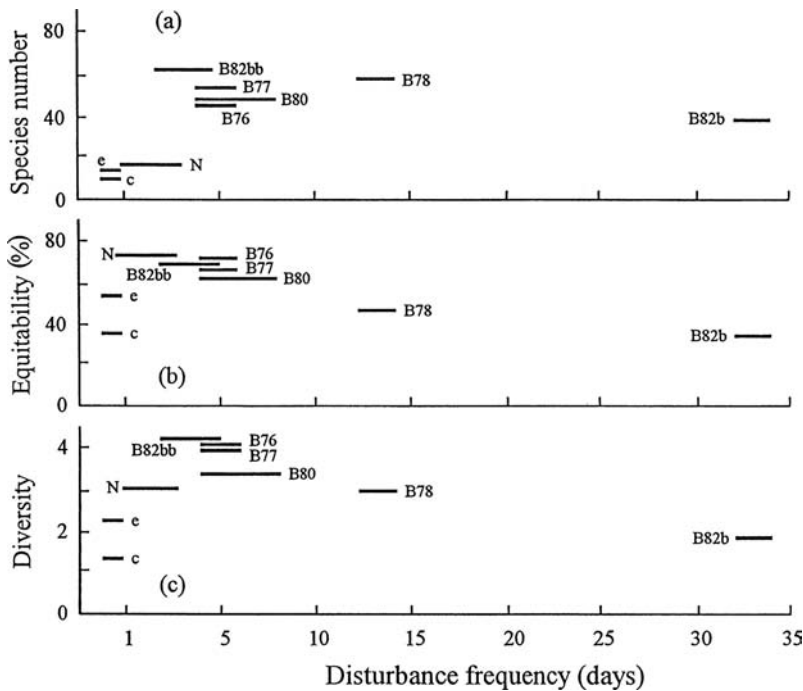 (a)
Species number
80
40
0
B82bb
B77
B80
B76
B78
B82b
e
c
N
(b)
Equitability (%)
80
40
0
N
B76
B77
B82bb
B80
e
c
B78
B82b
(c)
Diversity
4
2
0
B76
B82bb
B77
B80
N
B78
e
c
B82b
1 5 10 15 20 25 30 35
Disturbance frequency (days)